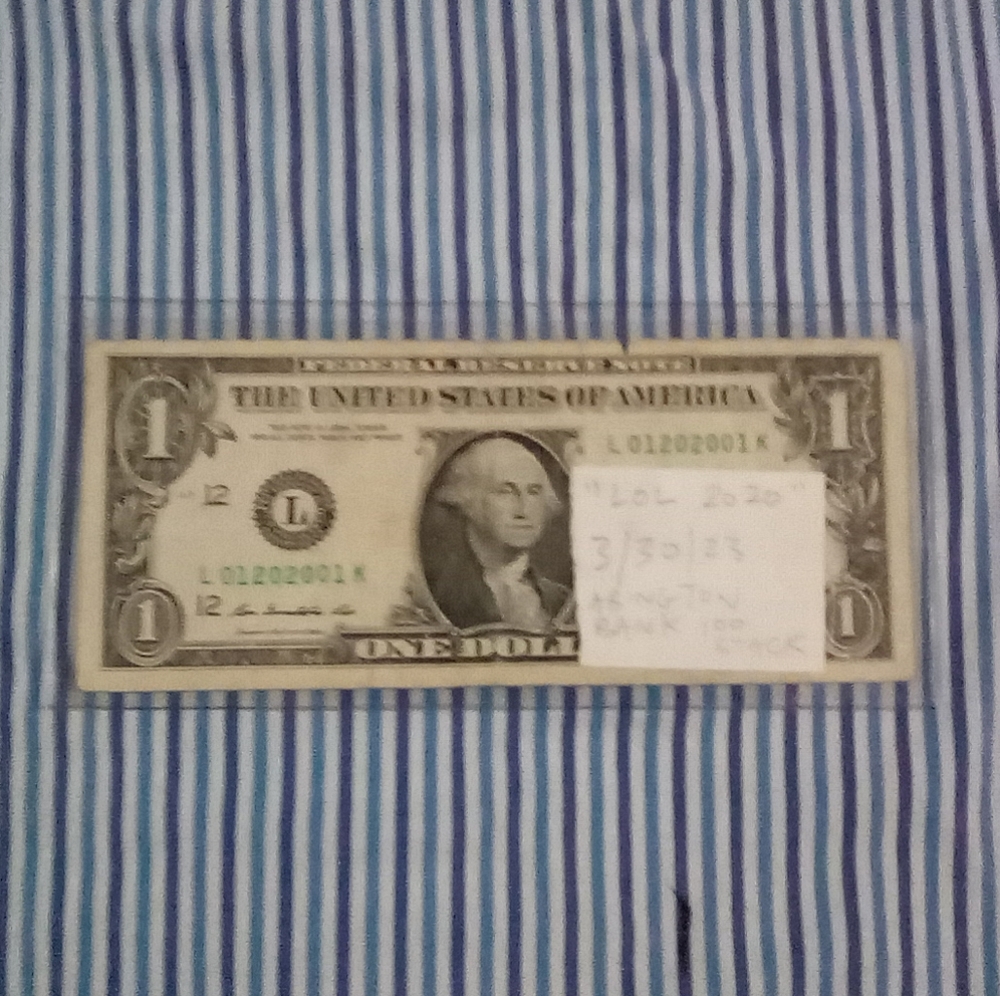 FEDERAL RESERVE NOTE
THE UNITED STATES OF AMERICA
1
1
L 01202001 K
12
L
"LOL 2020"
3/30/23
L 01202001 K
12
BANK 100
STACK
1
1
ONE DOLL